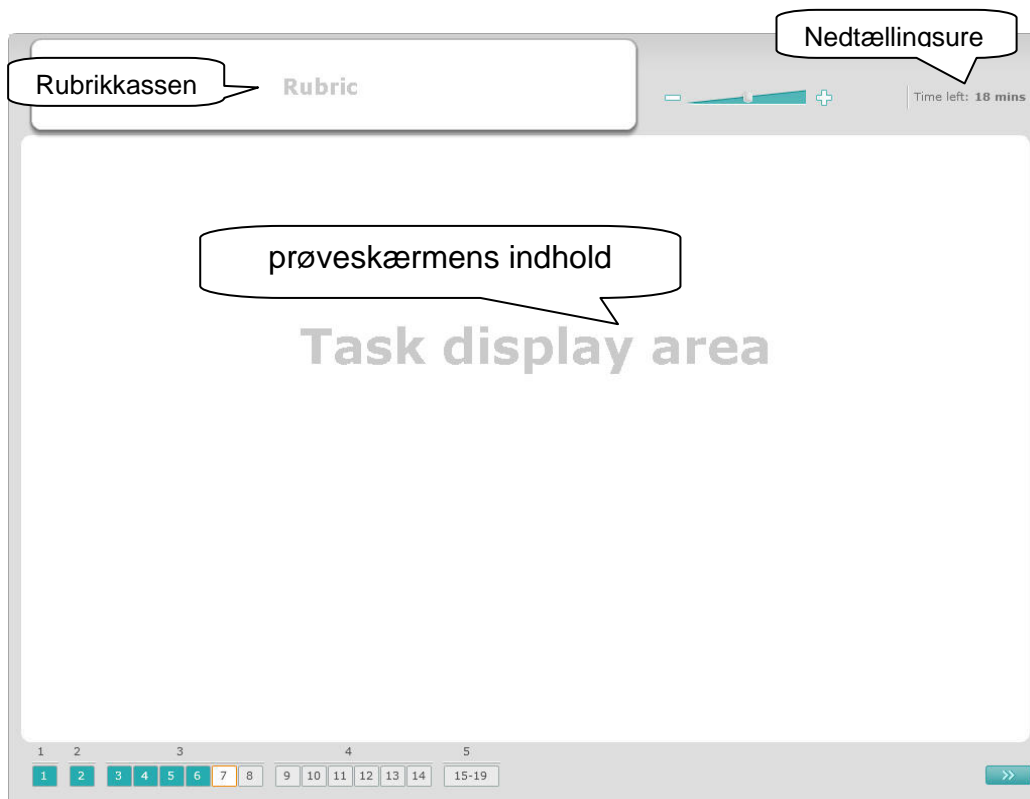 Nedtællingsure
Rubrikkassen
Rubric
Time left: 18 mins
prøveskærmens indhold
Task display area
1 2 3 4 5
1 2 3 4 5 6 7 8 9 10 11 12 13 14 15-19
>>